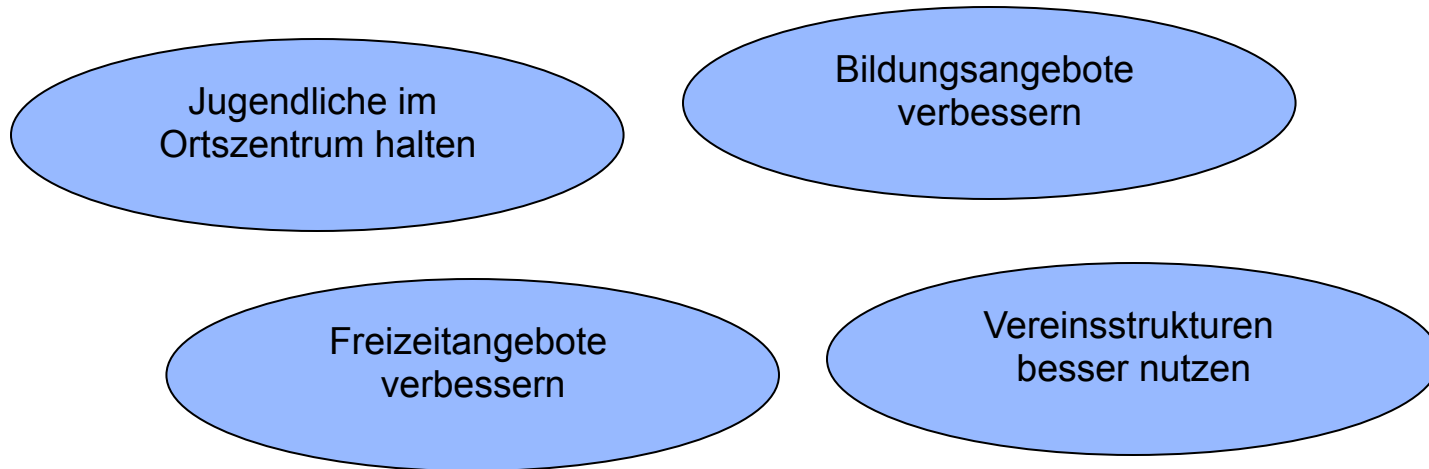 Jugendliche im
Ortszentrum halten
Bildungsangebote
verbessern
Freizeitangebote
verbessern
Vereinsstrukturen
besser nutzen